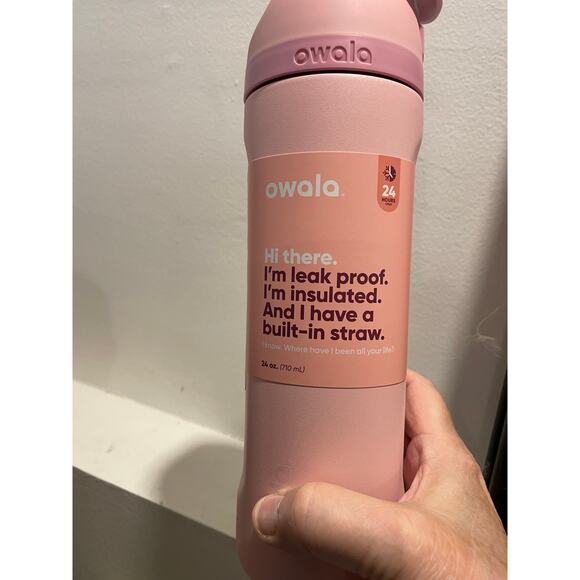 owala
owala
24
HOURS
COLD
Hi there.
I'm leak proof.
I'm insulated.
And I have a
built-in straw.
I know. Where have I been all your life?
24 oz. (710 mL)